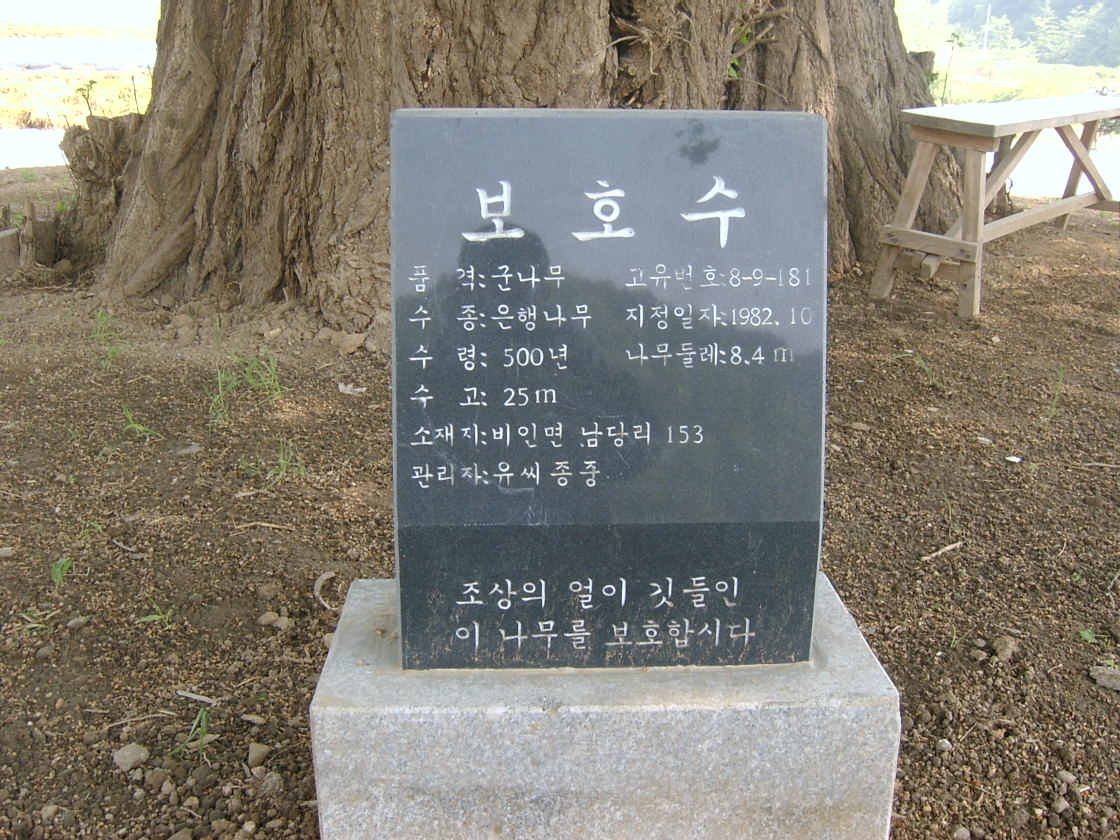 보호수
품 격:군나무 고유번호:8-9-181
수 종:은행나무 지정일자:1982. 10
수 령: 500년 나무둘레:8.4 m
수 고: 25m
소재지:비인면 남당리 153
관리자:유씨종중
조상의 얼이 깃들인
이 나무를 보호합시다